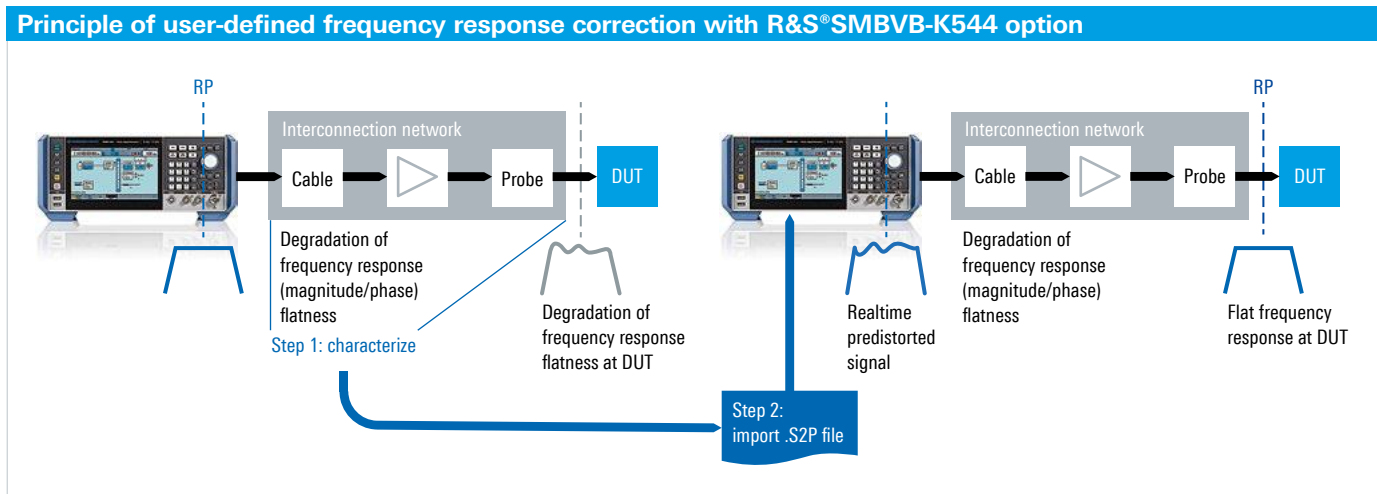 Principle of user-defined frequency response correction with R&S®SMBVB-K544 option
RP
Interconnection network
Cable
Probe
DUT
Degradation of
frequency response
(magnitude/phase)
flatness
Step 1: characterize
Degradation of
frequency response
flatness at DUT
Step 2:
import .S2P file
RP
Interconnection network
Cable
Probe
DUT
Realtime
predistorted
signal
Degradation of
frequency response
(magnitude/phase)
flatness
Flat frequency
response at DUT